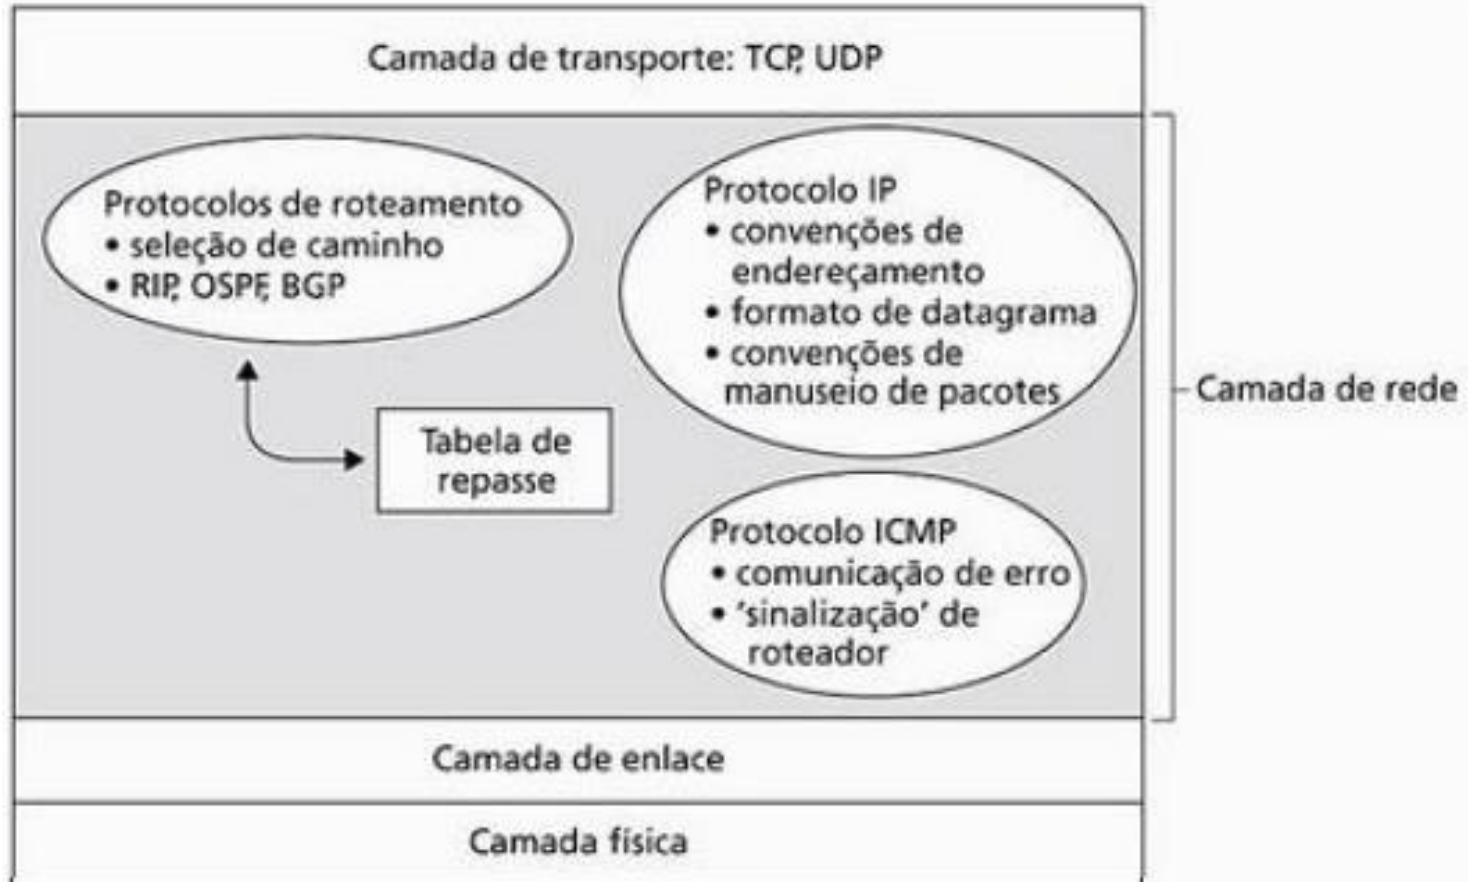 Camada de transporte: TCP, UDP
Protocolos de roteamento
• seleção de caminho
• RIP, OSPF, BGP
Protocolo IP
• convenções de
endereçamento
• formato de datagrama
• convenções de
manuseio de pacotes
Camada de rede
Tabela de
repasse
Protocolo ICMP
• comunicação de erro
• 'sinalização' de
roteador
Camada de enlace
Camada física